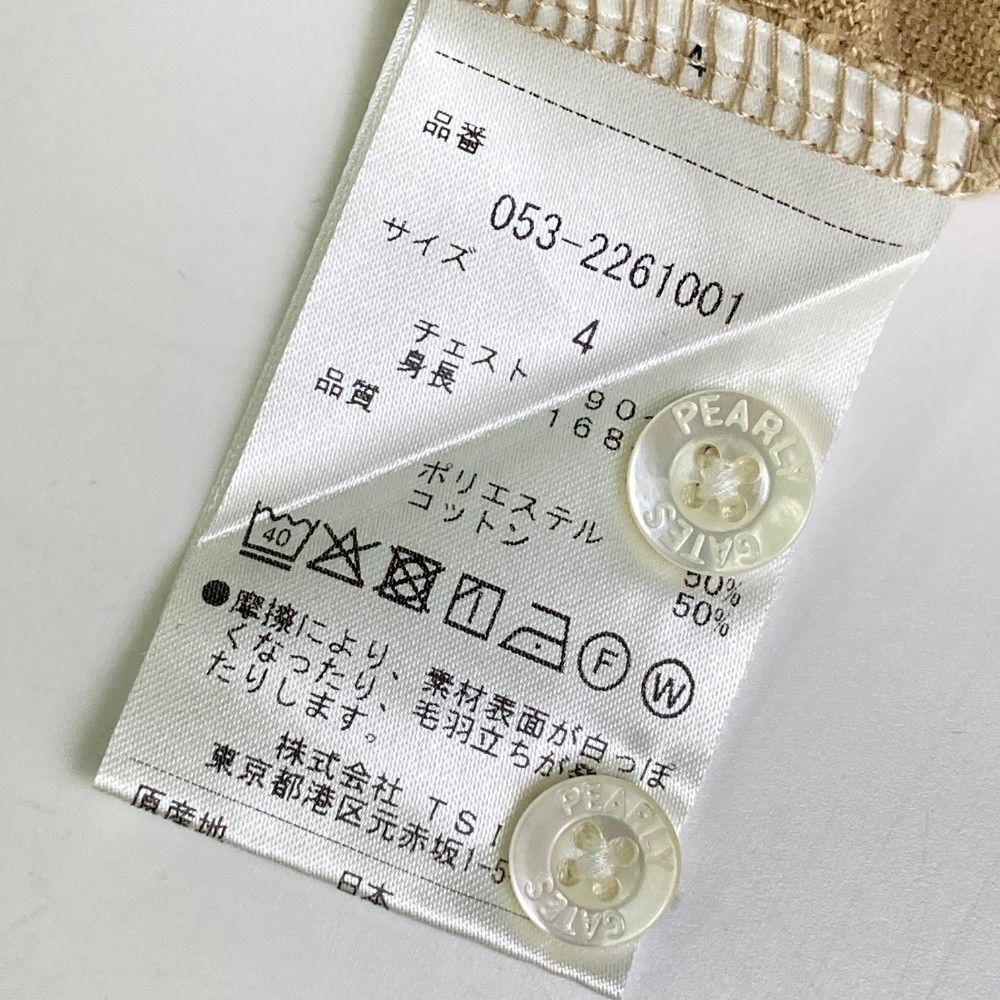 4
品番
053-2261001
サイズ
4
チェスト 90-
身長 168
品質
ポリエステル 50%
コットン 50%
40
F
W
●摩擦により、素材表面が白っぽ
くなったり、毛羽立ちが
たりします。
株式会社 TSI
東京都港区元赤坂1-5
原産地
日本
PEARLY GATES
PEARLY GATES